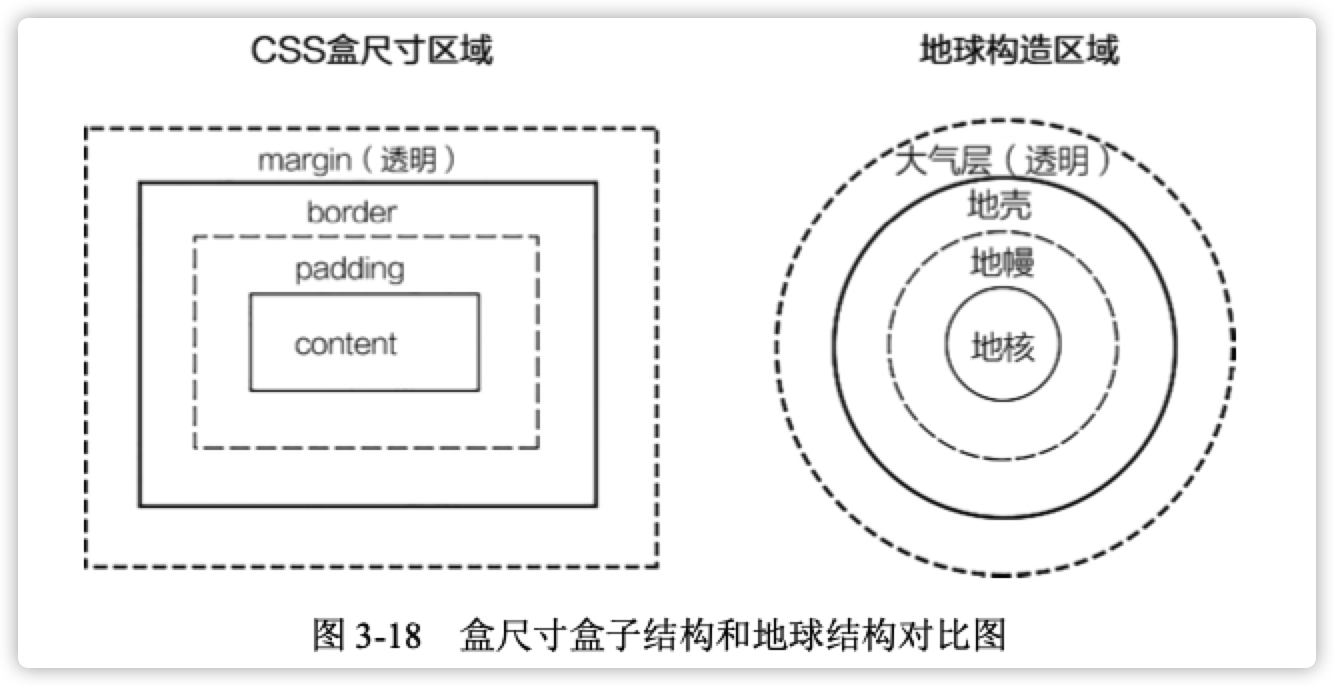 CSS盒尺寸区域
margin（透明）
border
padding
content
地球构造区域
大气层（透明）
地壳
地幔
地核
图 3-18 盒尺寸盒子结构和地球结构对比图